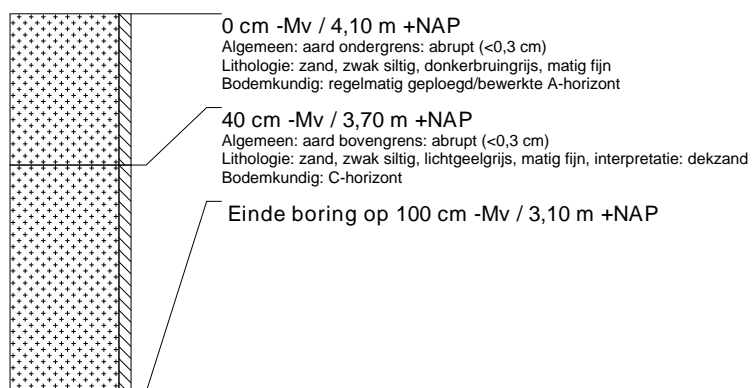 0 cm -Mv / 4,10 m +NAP
Algemeen: aard ondergrens: abrupt (<0,3 cm)
Lithologie: zand, zwak siltig, donkerbruingrijs, matig fijn
Bodemkundig: regelmatig geploegd/bewerkte A-horizont
40 cm -Mv / 3,70 m +NAP
Algemeen: aard bovengrens: abrupt (<0,3 cm)
Lithologie: zand, zwak siltig, lichtgeelgrijs, matig fijn, interpretatie: dekzand
Bodemkundig: C-horizont
Einde boring op 100 cm -Mv / 3,10 m +NAP